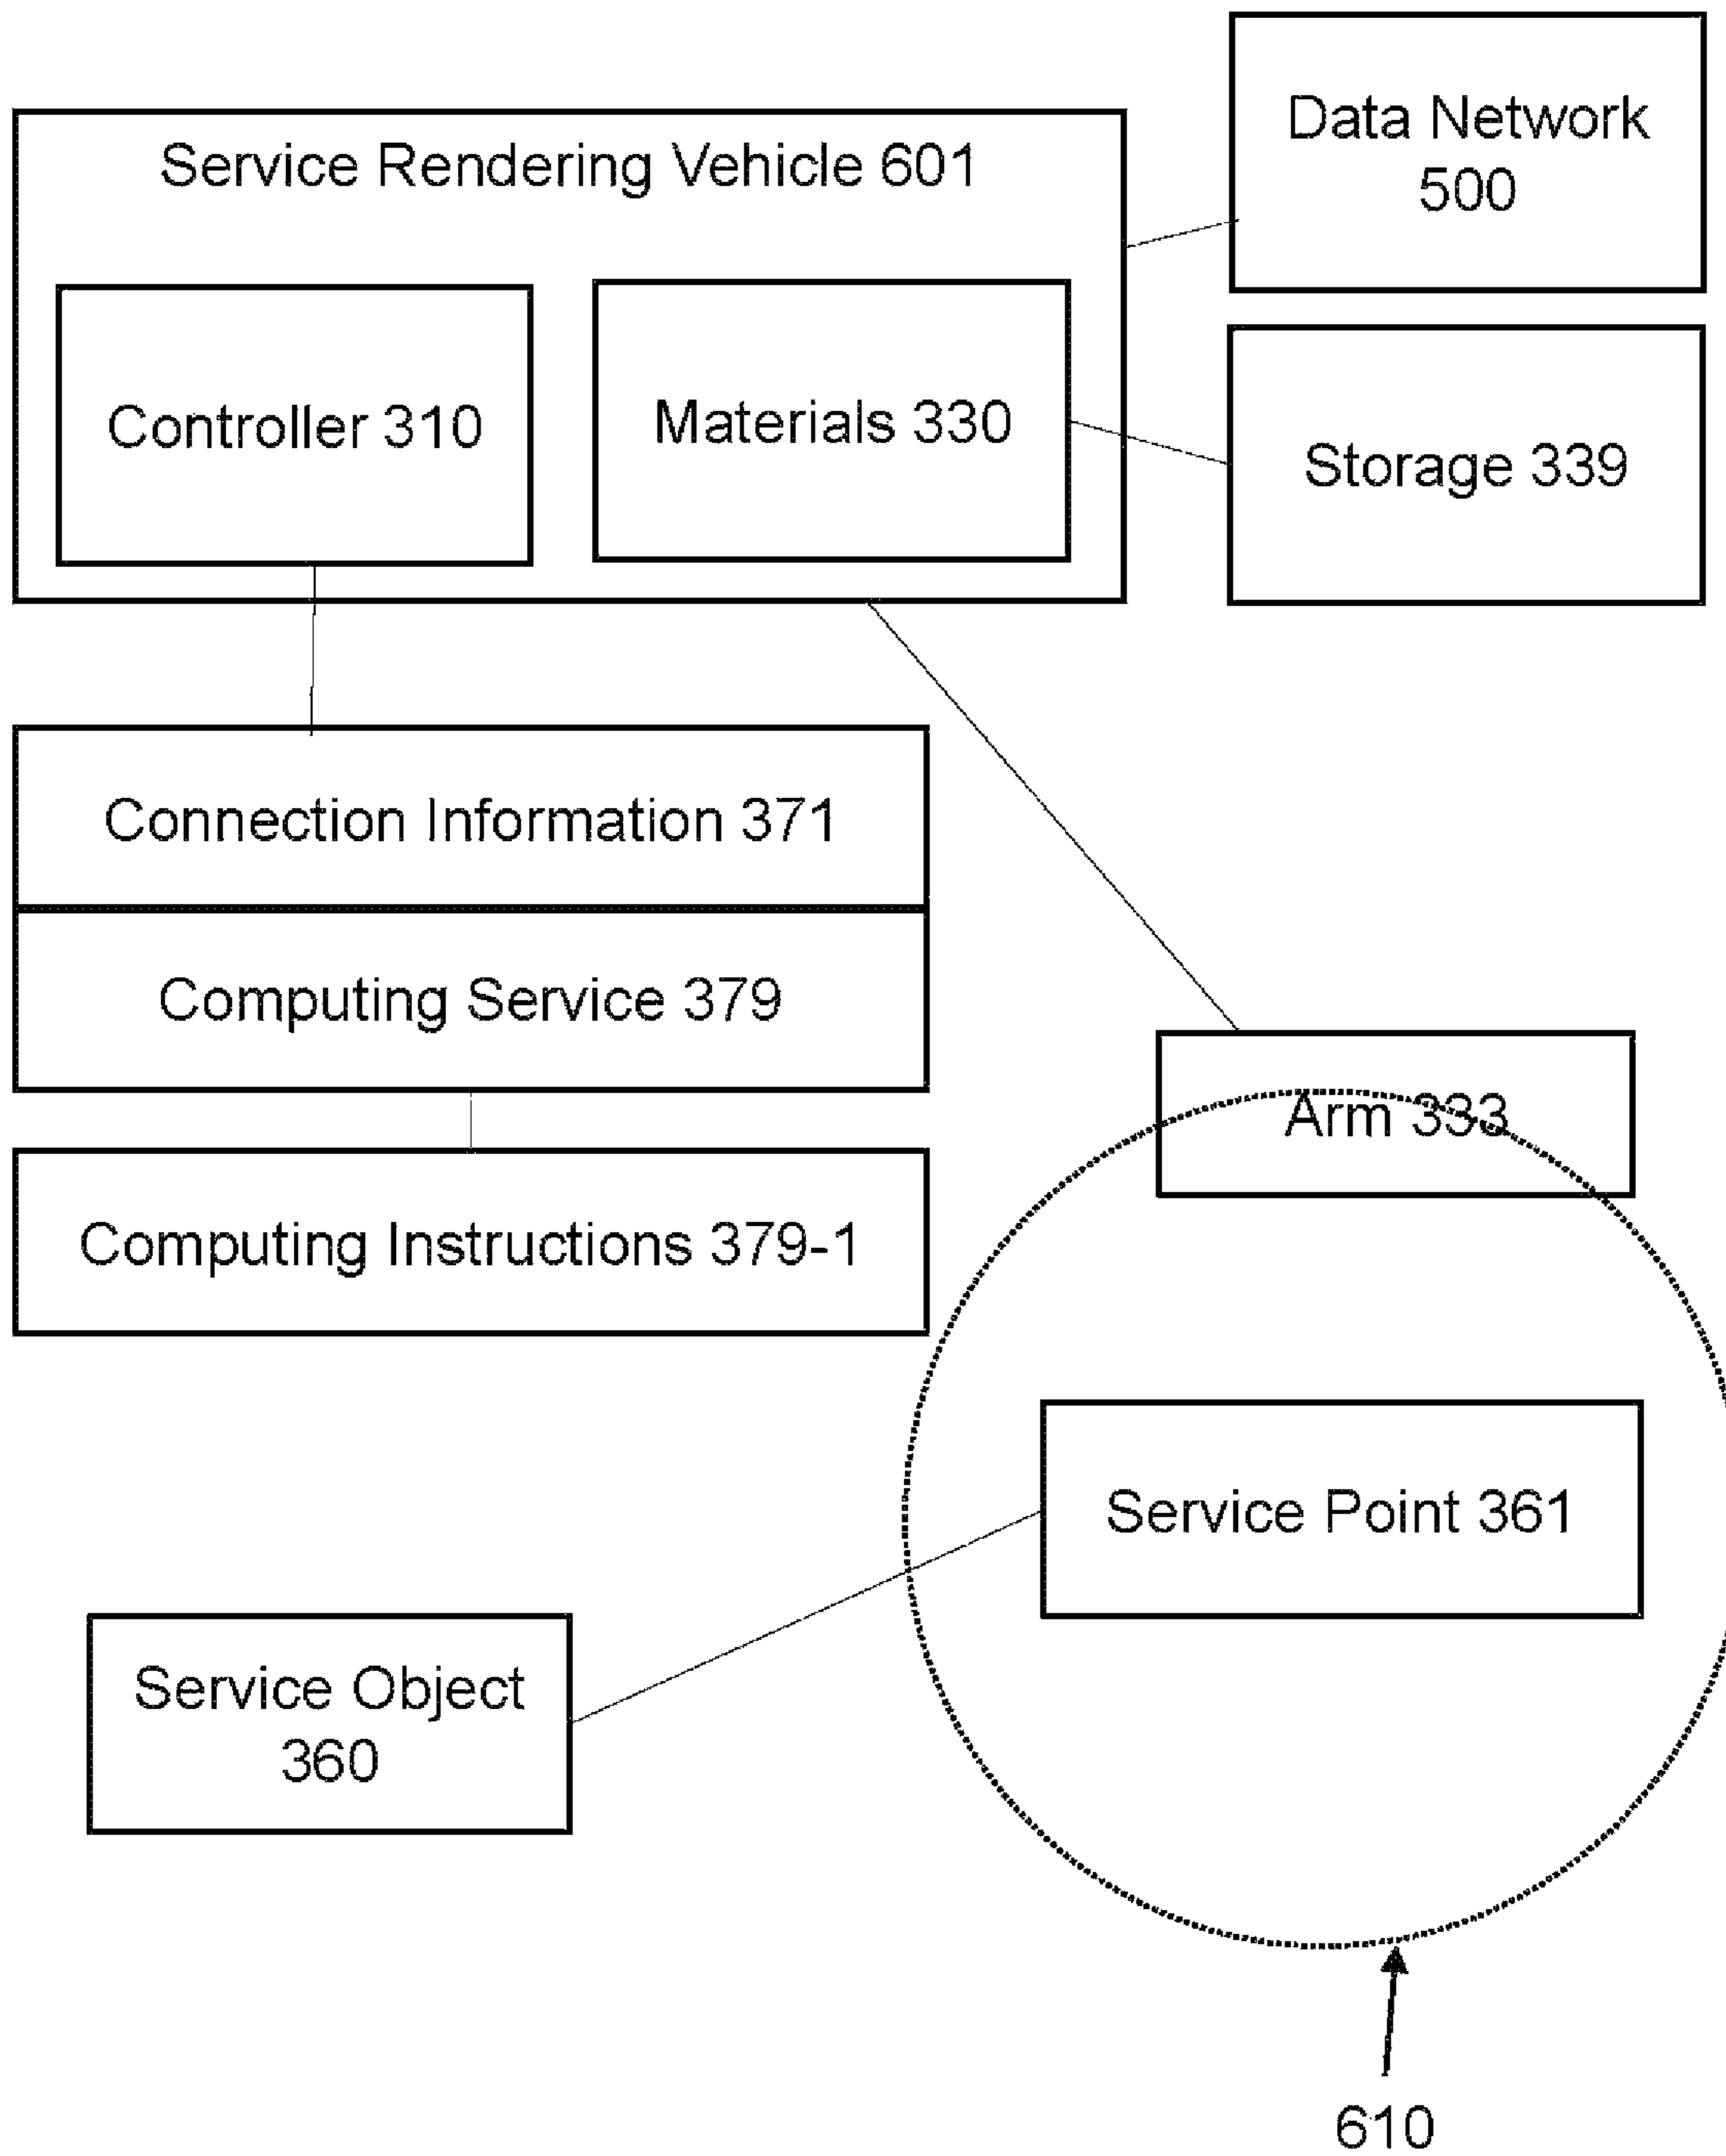 Data Network
500
Service Rendering Vehicle 601
Controller 310
Materials 330
Storage 339
Connection Information 371
Computing Service 379
Arm 333
Computing Instructions 379-1
Service Point 361
Service Object
360
610